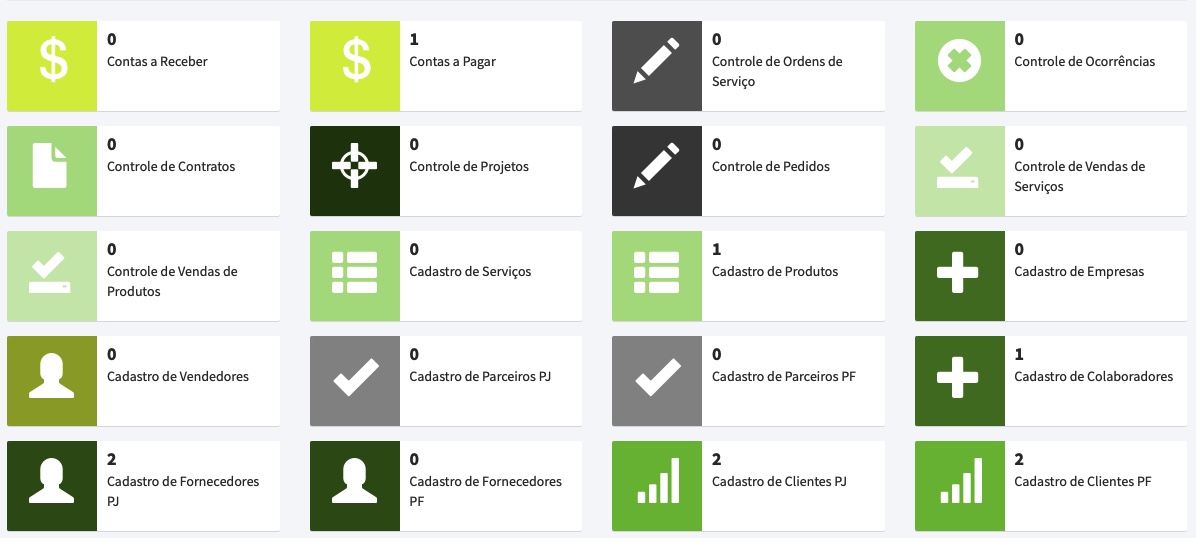 0
Contas a Receber
1
Contas a Pagar
0
Controle de Ordens de
Serviço
0
Controle de Ocorrências
0
Controle de Contratos
0
Controle de Projetos
0
Controle de Pedidos
0
Controle de Vendas de
Serviços
0
Controle de Vendas de
Produtos
0
Cadastro de Serviços
1
Cadastro de Produtos
0
Cadastro de Empresas
0
Cadastro de Vendedores
0
Cadastro de Parceiros PJ
0
Cadastro de Parceiros PF
1
Cadastro de Colaboradores
2
Cadastro de Fornecedores
PJ
0
Cadastro de Fornecedores
PF
2
Cadastro de Clientes PJ
2
Cadastro de Clientes PF